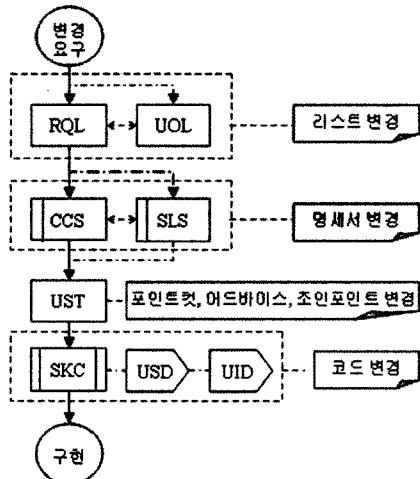 변경
요구
RQL
UOL
리스트 변경
CCS
SLS
명세서 변경
UST
포인트컷, 어드바이스, 조인포인트 변경
SKC
USD
UID
코드 변경
구현